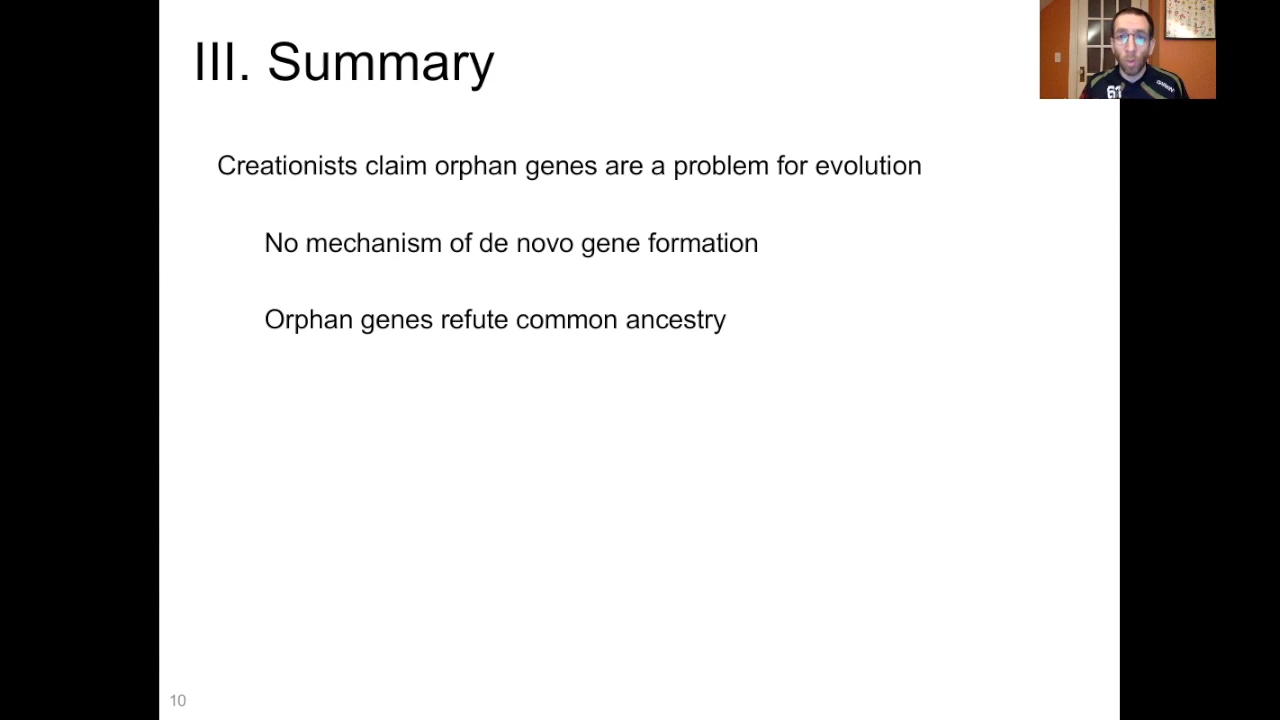 III. Summary
Creationists claim orphan genes are a problem for evolution
No mechanism of de novo gene formation
Orphan genes refute common ancestry
10
61